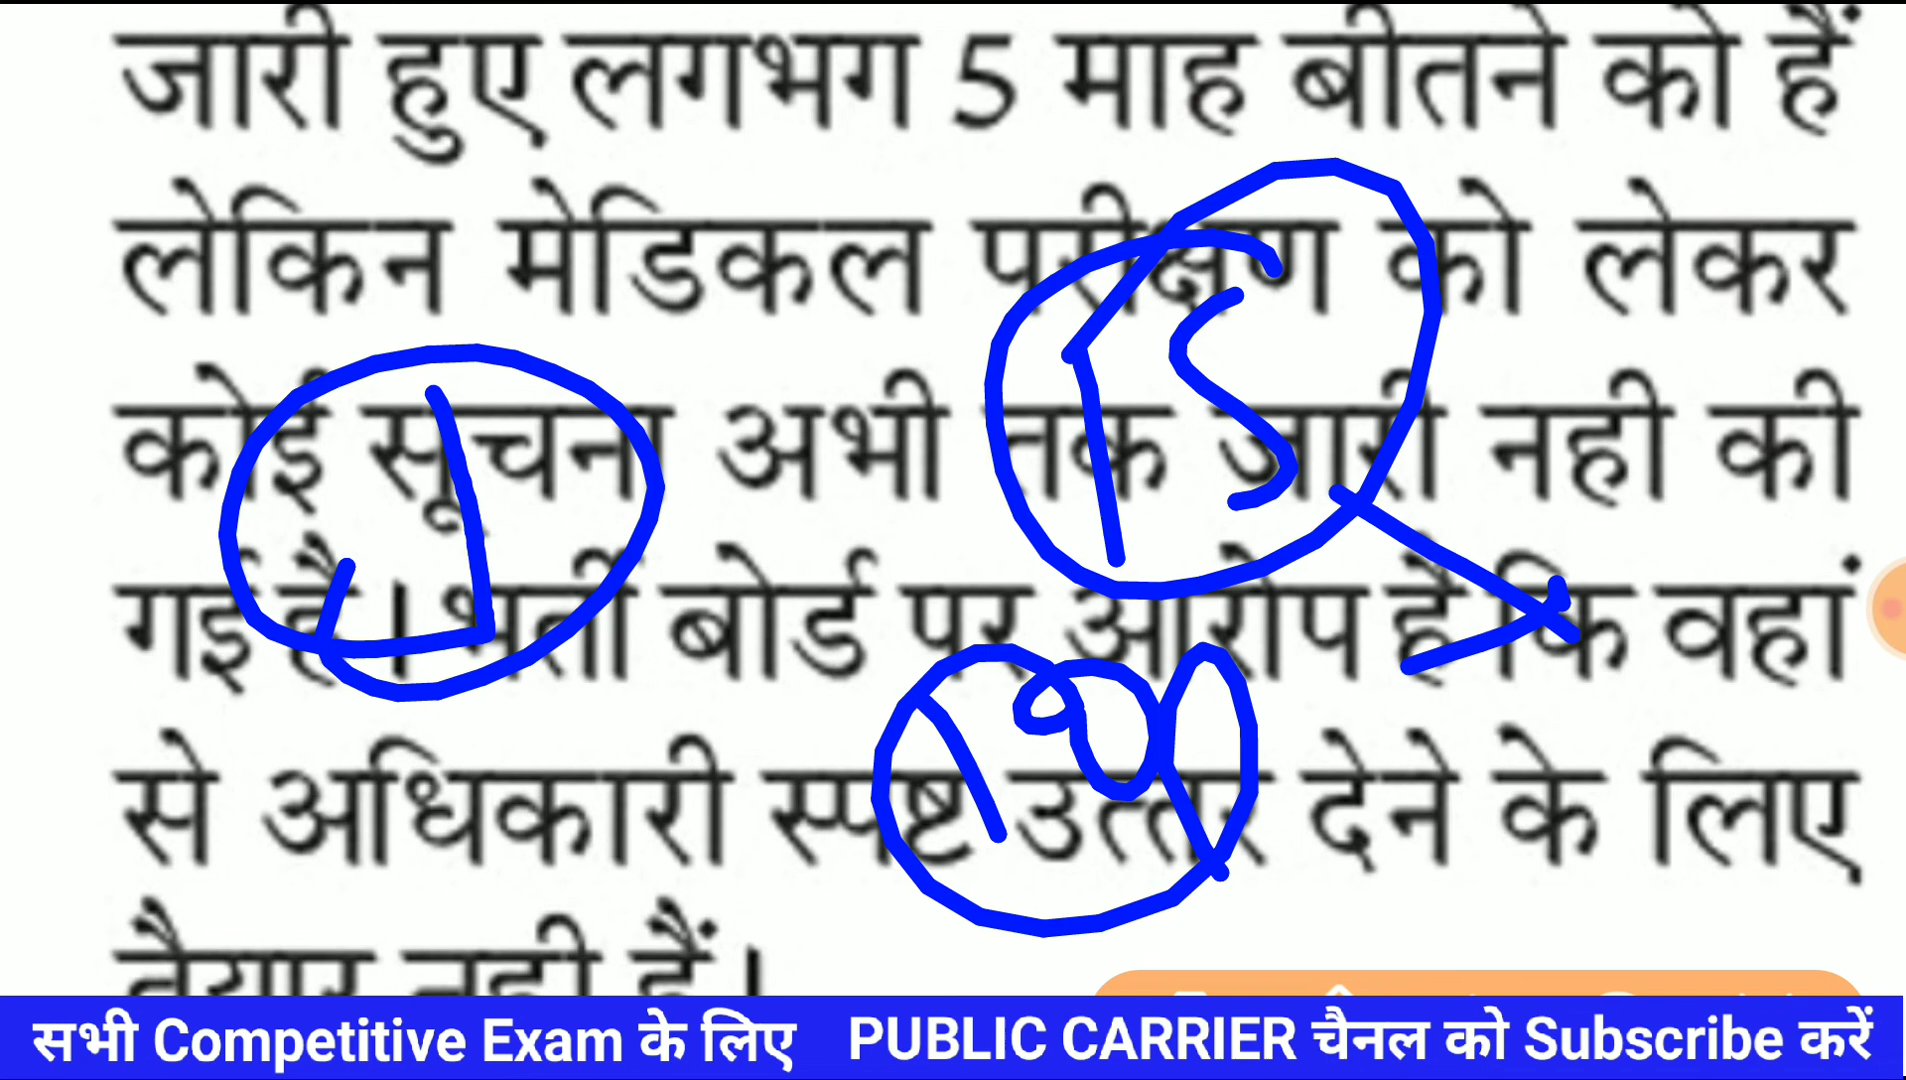 जारी हुए लगभग 5 माह बीतने को हैं
लेकिन मेडिकल परीक्षण को लेकर
कोई सूचना अभी तक जारी नही की
गई है। भर्ती बोर्ड पर आरोप है कि वहां
से अधिकारी स्पष्ट उत्तर देने के लिए
तैयार नही हैं।
सभी Competitive Exam के लिए PUBLIC CARRIER चैनल को Subscribe करें